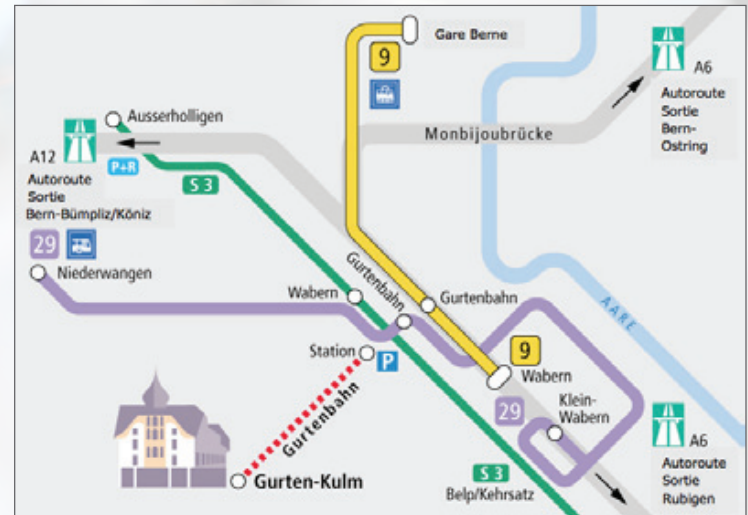 Gare Berne
9
A6
Autoroute
Sortie
Bern-
Ostring
Monbijoubrücke
Ausserholligen
A12
P+R
Autoroute
Sortie
Bern-Bümpliz/Köniz
S 3
29
Niederwangen
Gurtenbahn
Wabern
Gurtenbahn
AARE
Station
P
9
Wabern
Klein-
Wabern
29
Gurtenbahn
A6
Autoroute
Sortie
Rubigen
S 3
Belp/Kehrsatz
Gurten-Kulm